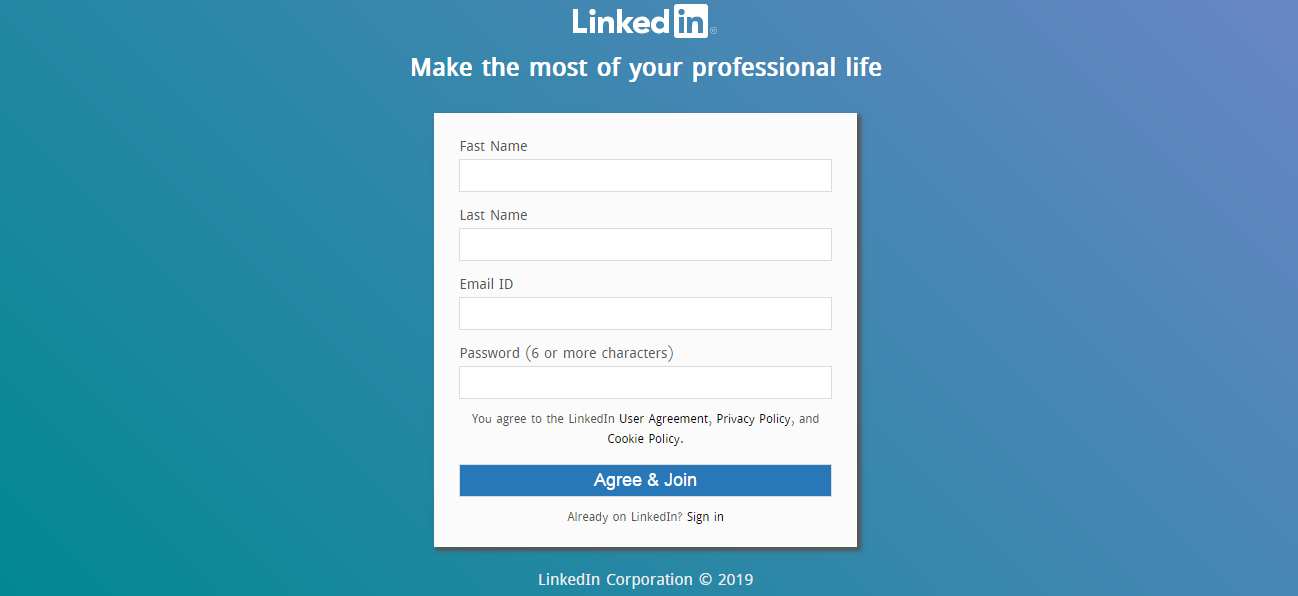 Linked in ®
Make the most of your professional life
Fast Name
Last Name
Email ID
Password (6 or more characters)
You agree to the LinkedIn User Agreement, Privacy Policy, and
Cookie Policy.
Agree & Join
Already on LinkedIn? Sign in
LinkedIn Corporation © 2019